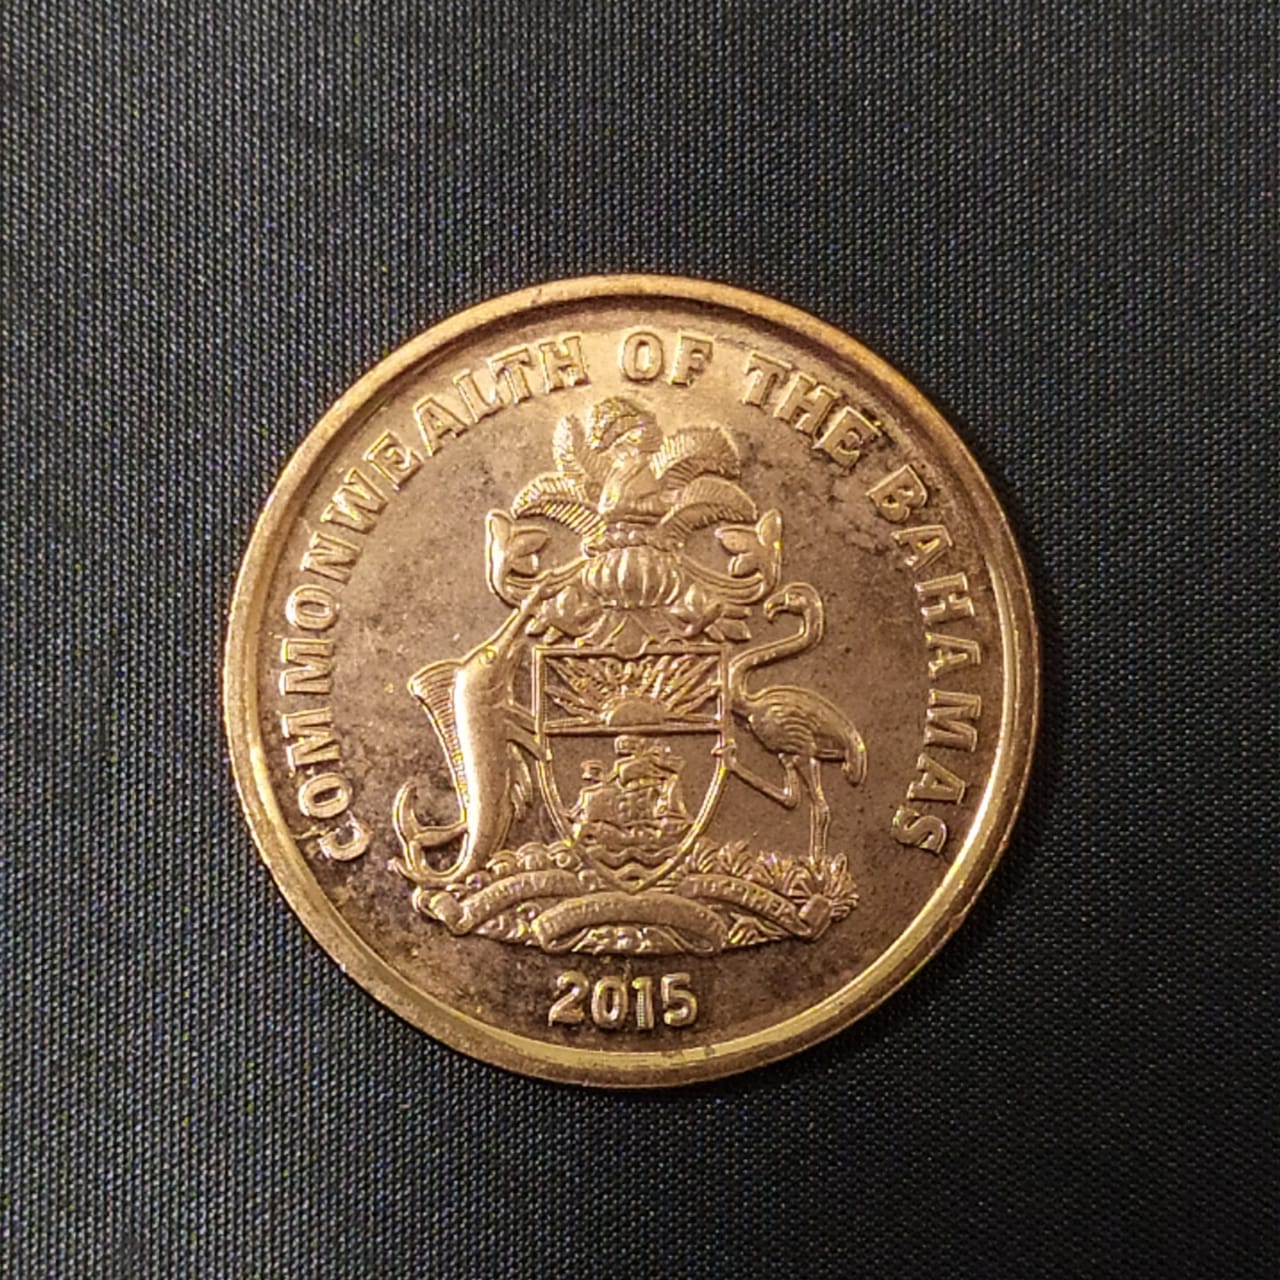 COMMONWEALTH OF THE BAHAMAS
2015